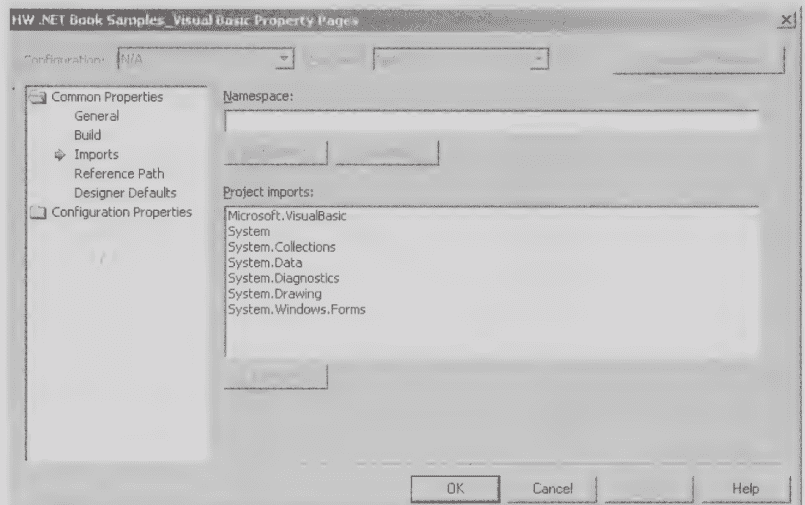 HW .NET Book Samples_Visual Basic Property Pages
Configuration: N/A
Common Properties
General
Build
Imports
Reference Path
Designer Defaults
Configuration Properties
Namespace:
Project imports:
Microsoft.VisualBasic
System
System.Collections
System.Data
System.Diagnostics
System.Drawing
System.Windows.Forms
OK
Cancel
Help